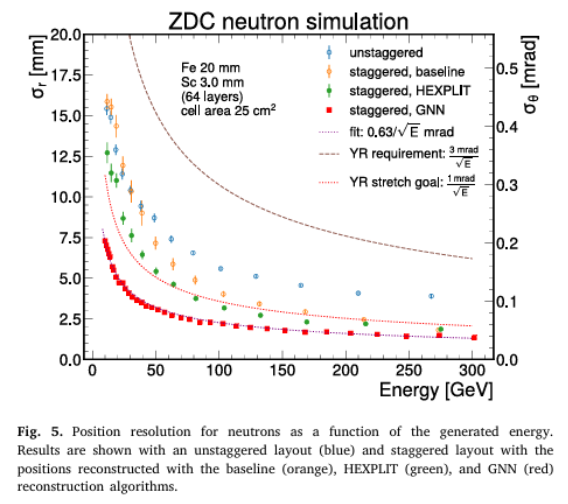 ZDC neutron simulation
σr [mm]
20.0
17.5
15.0
12.5
10.0
7.5
5.0
2.5
0.0
Fe 20 mm
Sc 3.0 mm
(64 layers)
cell area 25 cm²
unstaggered
staggered, baseline
staggered, HEXPLIT
staggered, GNN
fit: 0.63/√E mrad
YR requirement: 3 mrad/√E
YR stretch goal: 1 mrad/√E
σθ [mrad]
0.5
0.4
0.3
0.2
0.1
0.0
0 50 100 150 200 250 300
Energy [GeV]
Fig. 5. Position resolution for neutrons as a function of the generated energy.
Results are shown with an unstaggered layout (blue) and staggered layout with the
positions reconstructed with the baseline (orange), HEXPLIT (green), and GNN (red)
reconstruction algorithms.